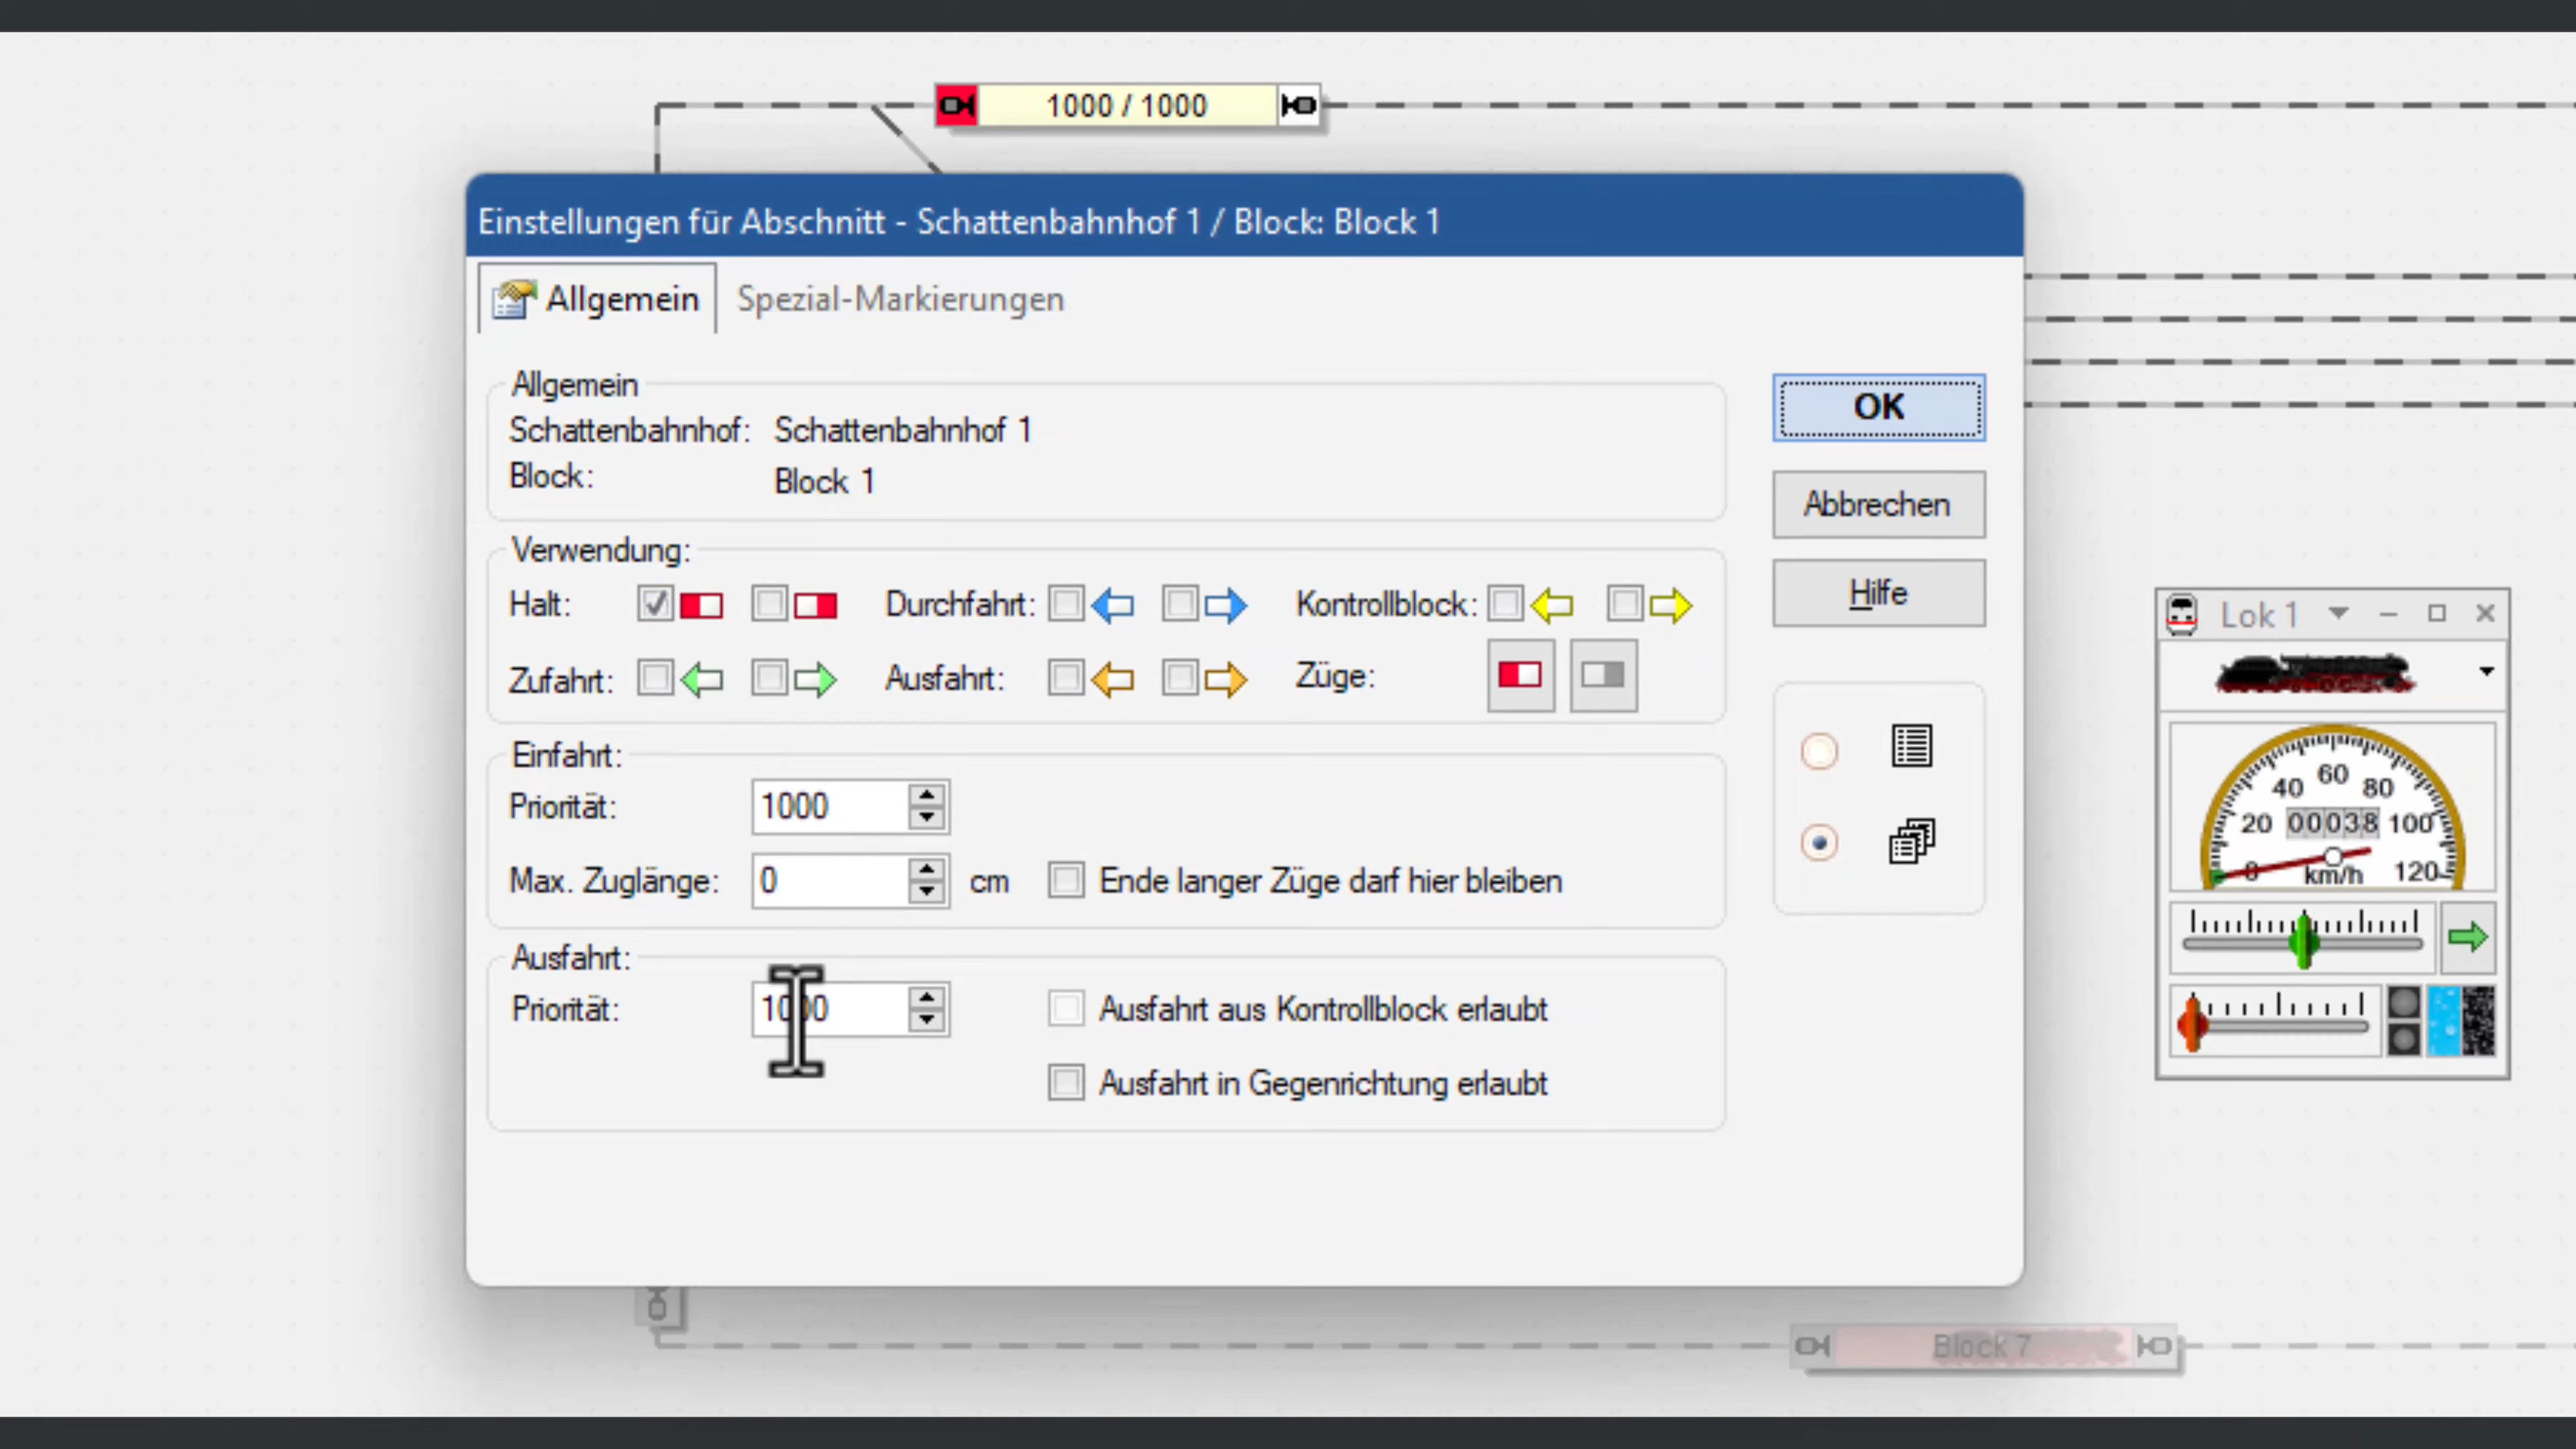 1000 / 1000
Einstellungen für Abschnitt - Schattenbahnhof 1 / Block: Block 1
Allgemein
Spezial-Markierungen
Allgemein
Schattenbahnhof: Schattenbahnhof 1
Block: Block 1
OK
Abbrechen
Hilfe
Verwendung:
Halt: Durchfahrt: Kontrollblock:
Zufahrt: Ausfahrt: Züge:
Einfahrt:
Priorität: 1000
Max. Zuglänge: 0 cm Ende langer Züge darf hier bleiben
Ausfahrt:
Priorität: 1000 Ausfahrt aus Kontrollblock erlaubt
Ausfahrt in Gegenrichtung erlaubt
Lok 1
0 20 40 60 80 100 120
00038
km/h
Block 7